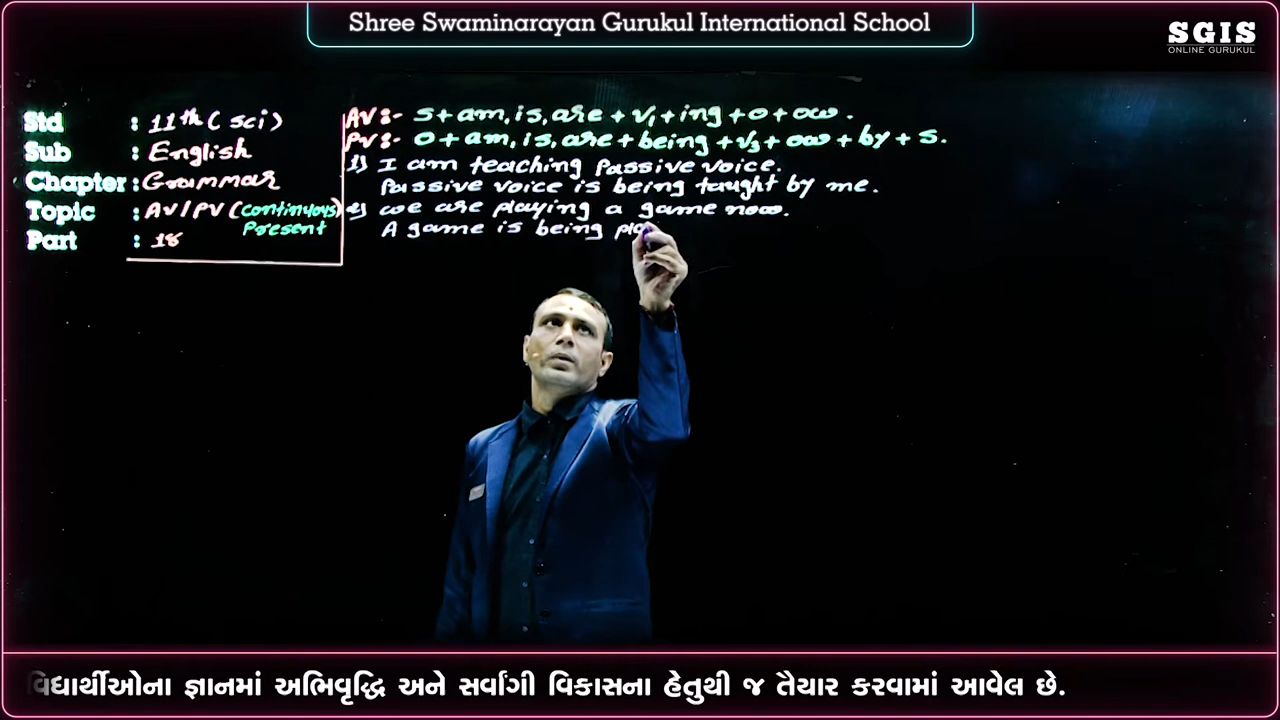 Shree Swaminarayan Gurukul International School
SGIS
ONLINE GURUKUL
Std : 11th (Sci)
Sub : English
Chapter : Grammar
Topic : AV/PV (Continuous Present
Part : 18
AV:- S + am, is, are + V1 + ing + O + ow.
PV:- O + am, is, are + being + V3 + ow + by + S.
1) I am teaching Passive voice.
Passive voice is being taught by me.
2) we are playing a game now.
A game is being pla
વિદ્યાર્થીઓના જ્ઞાનમાં અભિવૃદ્ધિ અને સર્વાગી વિકાસના હેતુથી જ તૈયાર કરવામાં આવેલ છે.